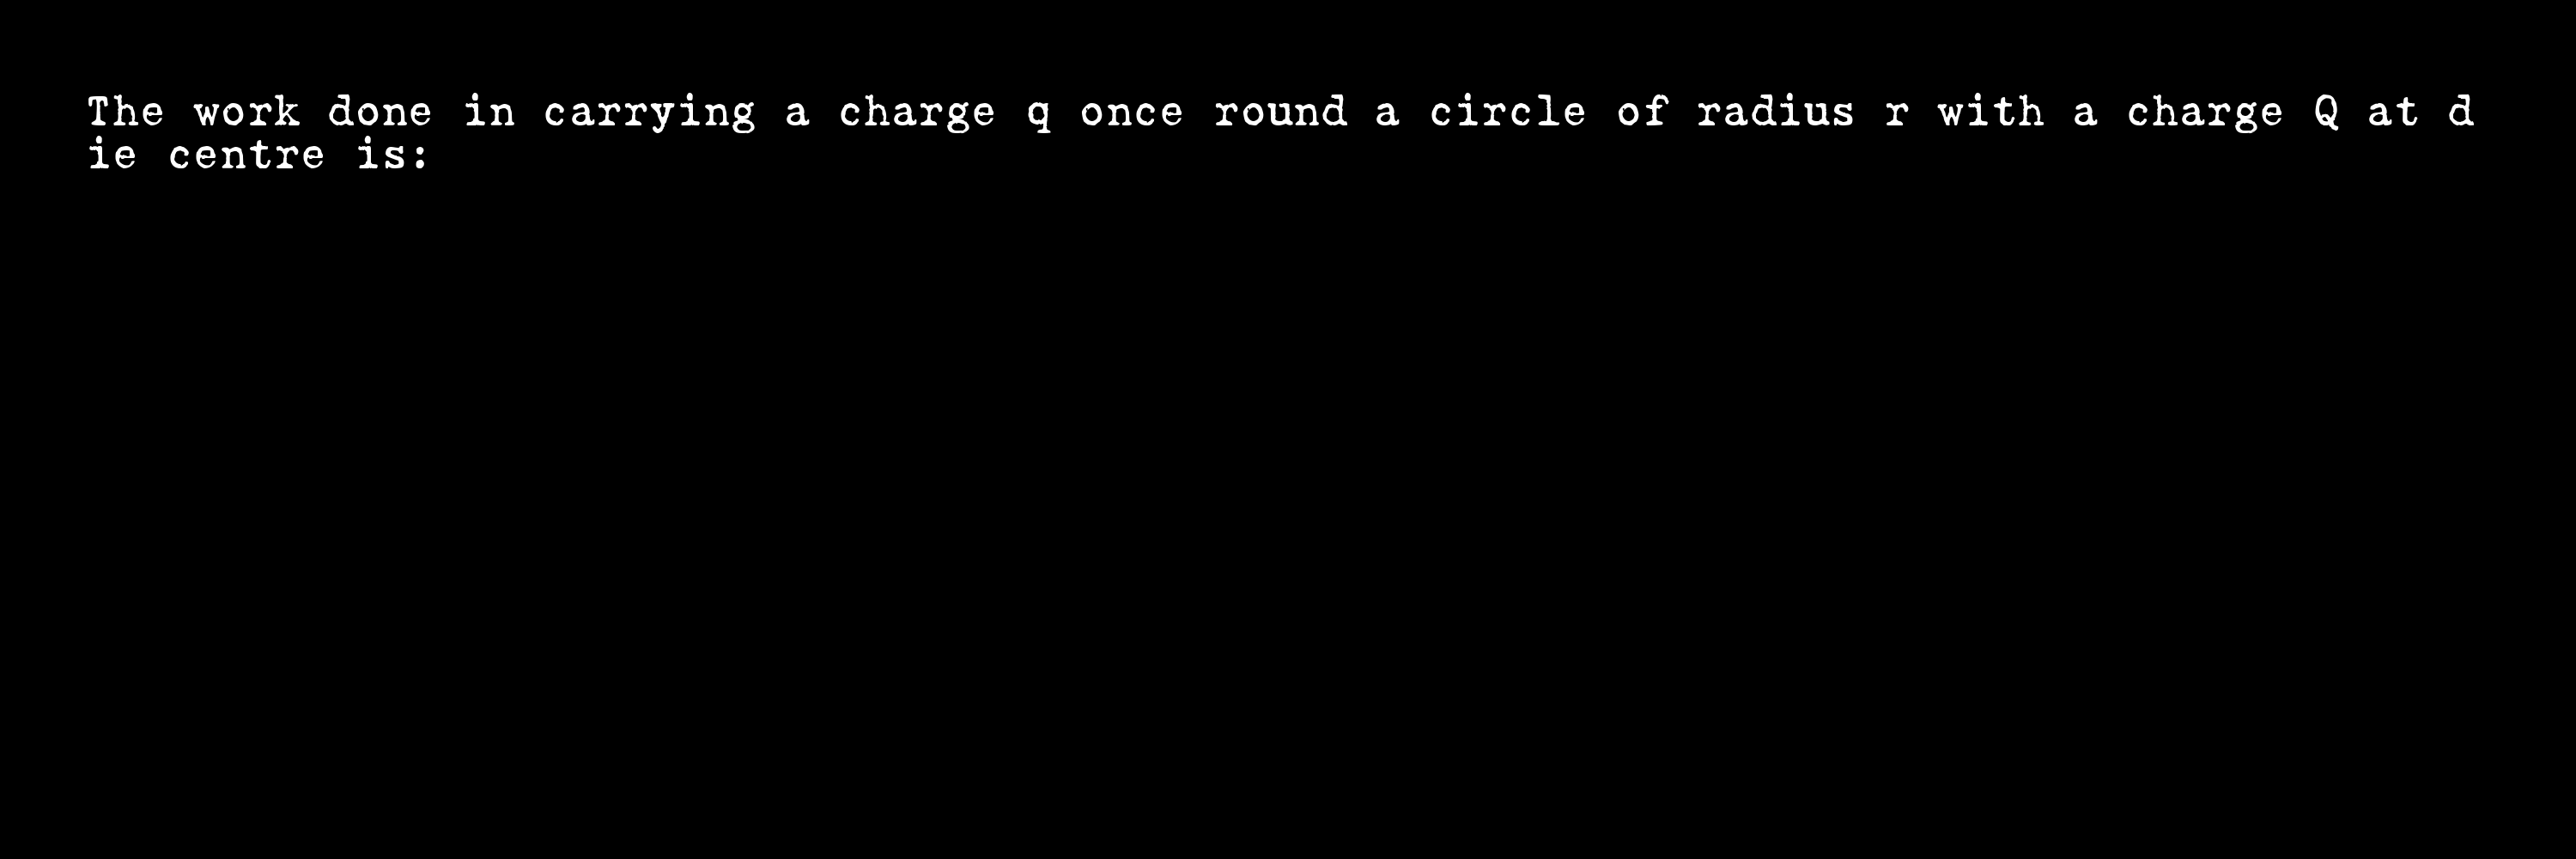 The work done in carrying a charge q once round a circle of radius r with a charge Q at d
ie centre is: